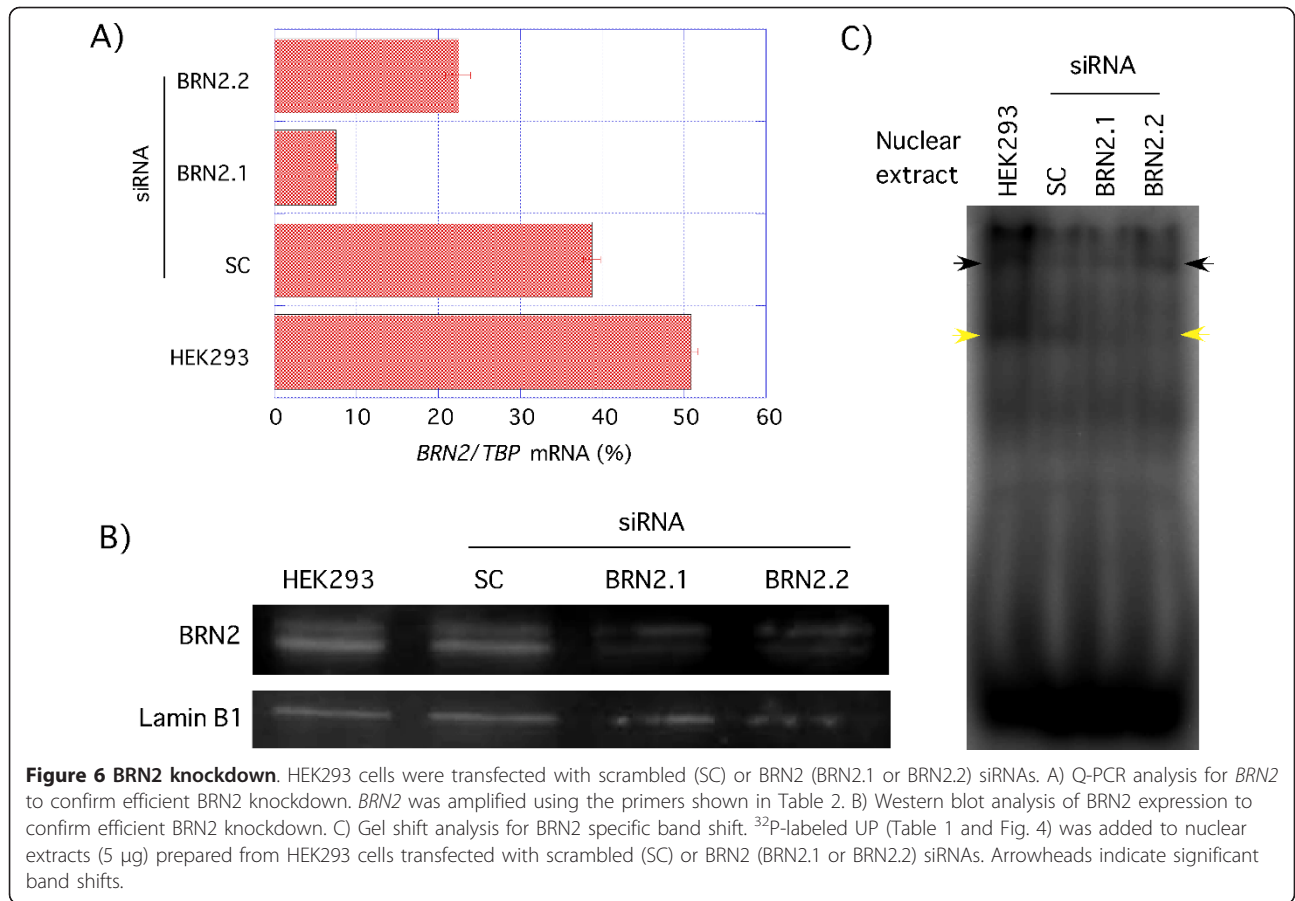 A)
siRNA
BRN2.2
BRN2.1
SC
HEK293
0 10 20 30 40 50 60
BRN2/TBP mRNA (%)
B)
siRNA
HEK293 SC BRN2.1 BRN2.2
BRN2
Lamin B1
C)
siRNA
Nuclear
extract
HEK293
SC
BRN2.1
BRN2.2
Figure 6 BRN2 knockdown. HEK293 cells were transfected with scrambled (SC) or BRN2 (BRN2.1 or BRN2.2) siRNAs. A) Q-PCR analysis for BRN2
to confirm efficient BRN2 knockdown. BRN2 was amplified using the primers shown in Table 2. B) Western blot analysis of BRN2 expression to
confirm efficient BRN2 knockdown. C) Gel shift analysis for BRN2 specific band shift. ³²P-labeled UP (Table 1 and Fig. 4) was added to nuclear
extracts (5 μg) prepared from HEK293 cells transfected with scrambled (SC) or BRN2 (BRN2.1 or BRN2.2) siRNAs. Arrowheads indicate significant
band shifts.